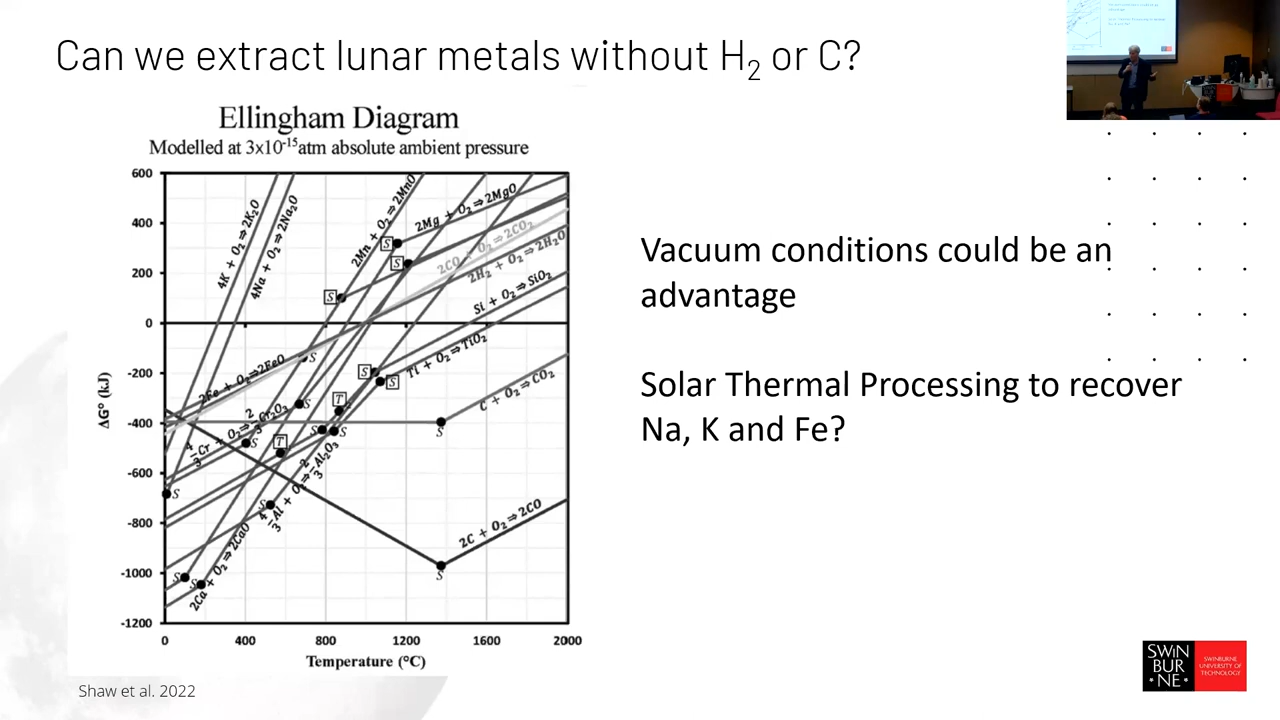 Can we extract lunar metals without H₂ or C?
Ellingham Diagram
Modelled at 3x10⁻¹⁵atm absolute ambient pressure
600
400
200
0
-200
-400
-600
-800
-1000
-1200
ΔG° (kJ)
0
400
800
1200
1600
2000
Temperature (°C)
4K + O₂ ⇒ 2K₂O
4Na + O₂ ⇒ 2Na₂O
2Mn + O₂ ⇒ 2MnO
2Mg + O₂ ⇒ 2MgO
2CO + O₂ ⇒ 2CO₂
2H₂ + O₂ ⇒ 2H₂O
Si + O₂ ⇒ SiO₂
Ti + O₂ ⇒ TiO₂
2Fe + O₂ ⇒ 2FeO
4/3Cr + O₂ ⇒ 2/3Cr₂O₃
C + O₂ ⇒ CO₂
4/3Al + O₂ ⇒ 2/3Al₂O₃
2Ca + O₂ ⇒ 2CaO
2C + O₂ ⇒ 2CO
S
S
S
S
S
S
T
S
S
S
T
S
S
S
S
S
S
S
Vacuum conditions could be an
advantage
Solar Thermal Processing to recover
Na, K and Fe?
Shaw et al. 2022
SWIN
BUR
NE
SWINBURNE
UNIVERSITY OF
TECHNOLOGY